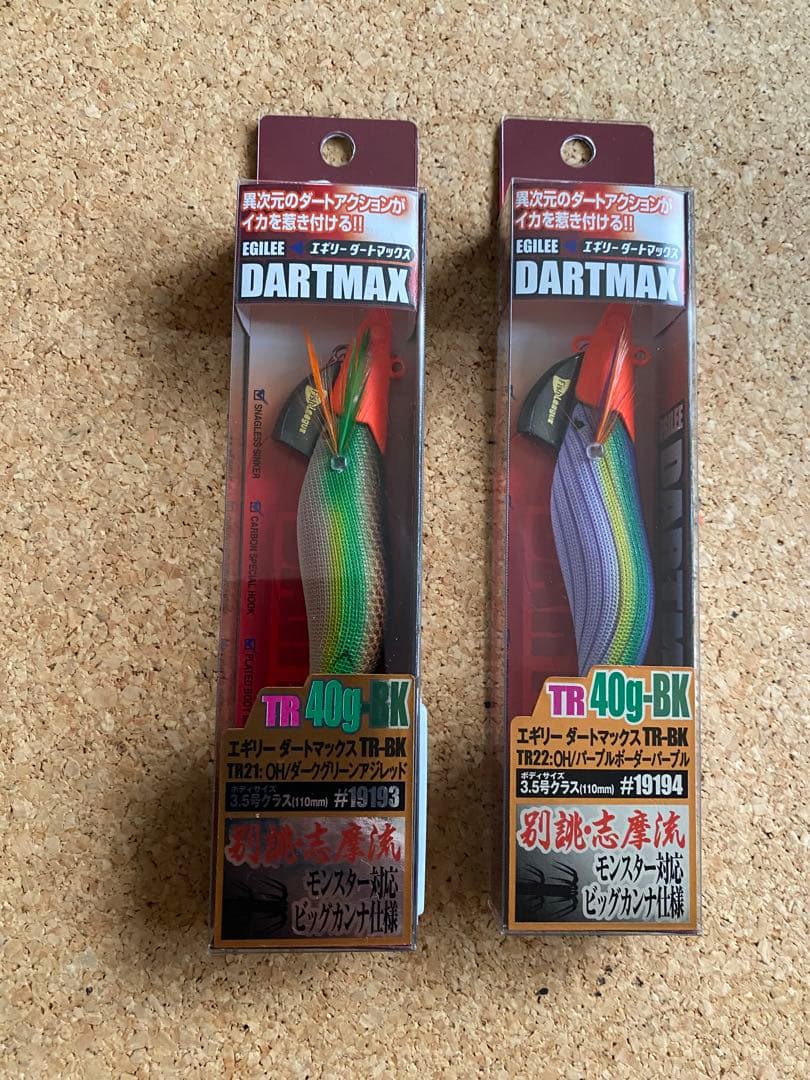 異次元のダートアクションが
イカを惹き付ける!!
EGILEE エギリー ダートマックス
DARTMAX
FISHLeague
SNAGLESS SINKER
CARBON SPECIAL HOOK
TR 40g-BK
エギリー ダートマックス TR-BK
TR21:OH/ダークグリーンアジレッド
ボディサイズ
3.5号クラス(110mm) #19193
別誂・志摩流
モンスター対応
ビッグカンナ仕様
異次元のダートアクションが
イカを惹き付ける!!
EGILEE エギリー ダートマックス
DARTMAX
FISHLeague
EGILEE
DARTM
TR 40g-BK
エギリー ダートマックス TR-BK
TR22:OH/パープルボーダーパープル
ボディサイズ
3.5号クラス(110mm) #19194
別誂・志摩流
モンスター対応
ビッグカンナ仕様